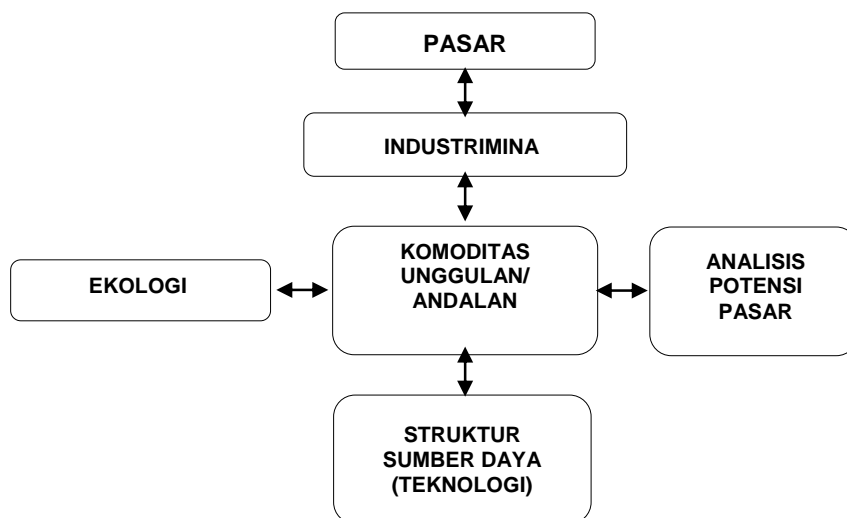 PASAR
INDUSTRIMINA
KOMODITAS
UNGGULAN/
ANDALAN
EKOLOGI
ANALISIS
POTENSI
PASAR
STRUKTUR
SUMBER DAYA
(TEKNOLOGI)